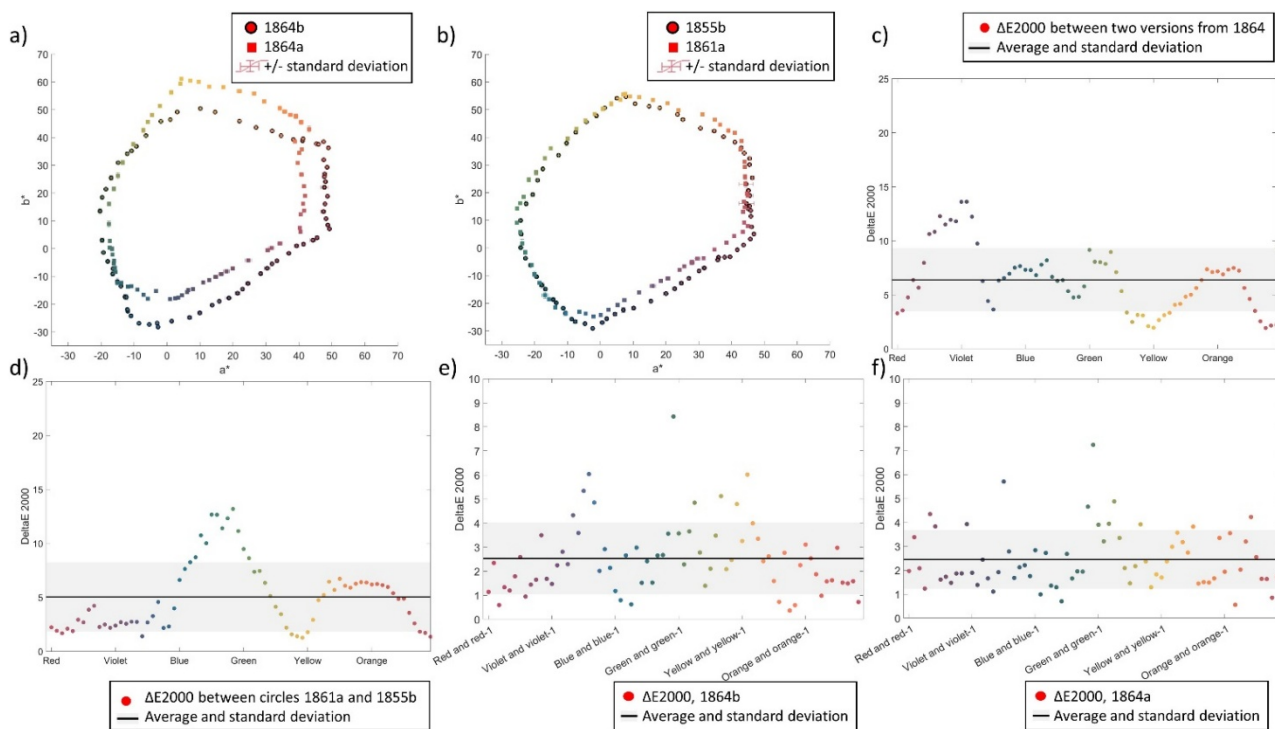 a)
1864b
1864a
+/- standard deviation
70
60
50
40
30
20
10
0
-10
-20
-30
b*
-30 -20 -10 0 10 20 30 40 50 60 70
a*
b)
1855b
1861a
+/- standard deviation
70
60
50
40
30
20
10
0
-10
-20
-30
b*
-30 -20 -10 0 10 20 30 40 50 60 70
a*
c)
ΔE2000 between two versions from 1864
Average and standard deviation
25
20
15
10
5
0
DeltaE 2000
Red Violet Blue Green Yellow Orange
d)
25
20
15
10
5
0
DeltaE 2000
Red Violet Blue Green Yellow Orange
ΔE2000 between circles 1861a and 1855b
Average and standard deviation
e)
10
9
8
7
6
5
4
3
2
1
0
DeltaE 2000
Red and red-1 Violet and violet-1 Blue and blue-1 Green and green-1 Yellow and yellow-1 Orange and orange-1
ΔE2000, 1864b
Average and standard deviation
f)
10
9
8
7
6
5
4
3
2
1
0
DeltaE 2000
Red and red-1 Violet and violet-1 Blue and blue-1 Green and green-1 Yellow and yellow-1 Orange and orange-1
ΔE2000, 1864a
Average and standard deviation